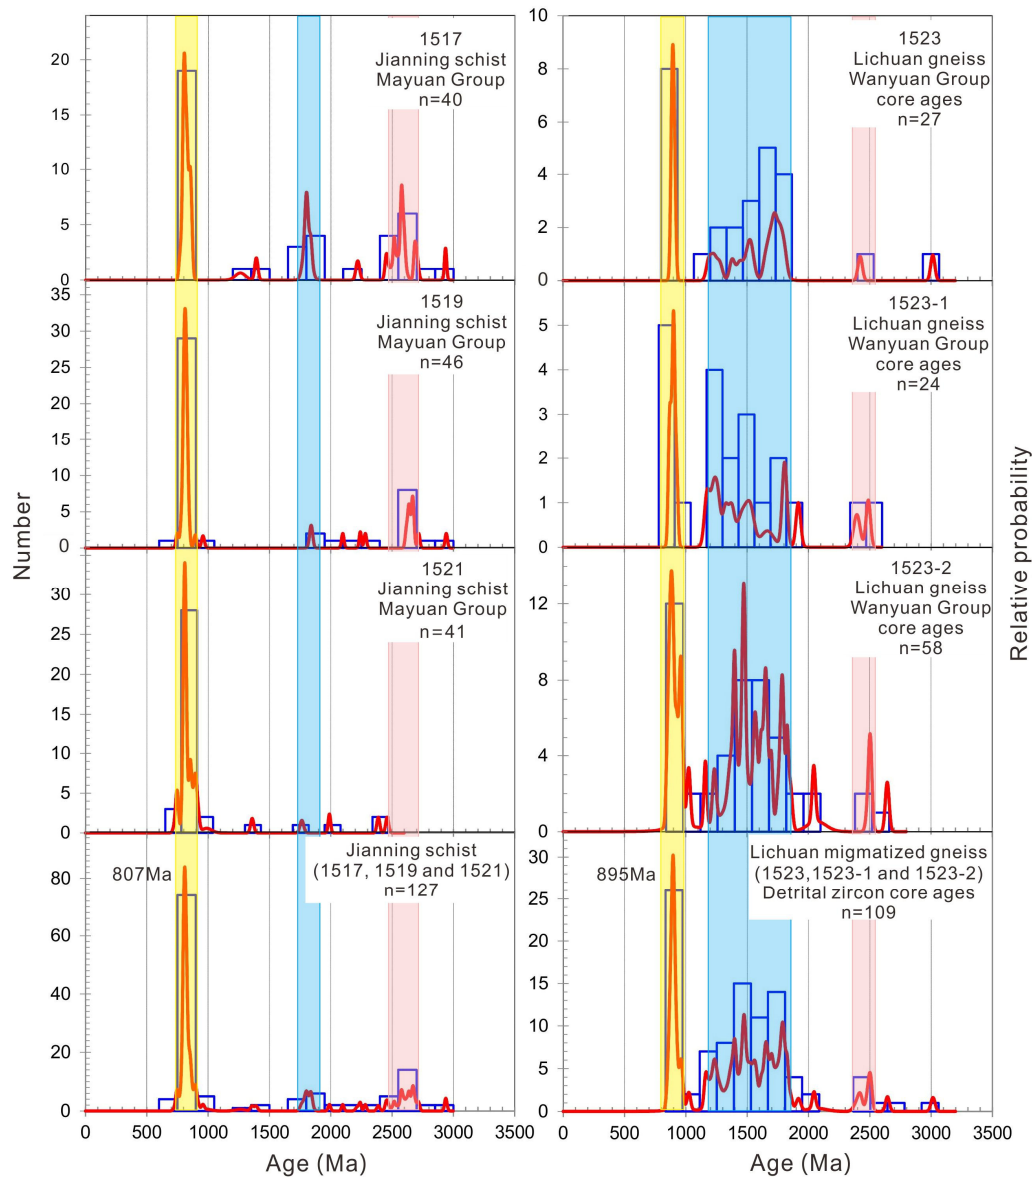 1517
Jianning schist
Mayuan Group
n=40
20
15
10
5
0
1519
Jianning schist
Mayuan Group
n=46
35
30
25
20
15
10
5
0
1521
Jianning schist
Mayuan Group
n=41
30
25
20
15
10
5
0
Jianning schist
(1517, 1519 and 1521)
n=127
807Ma
80
60
40
20
0
0 500 1000 1500 2000 2500 3000 3500
Age (Ma)
Number
1523
Lichuan gneiss
Wanyuan Group
core ages
n=27
10
8
6
4
2
0
1523-1
Lichuan gneiss
Wanyuan Group
core ages
n=24
5
4
3
2
1
0
1523-2
Lichuan gneiss
Wanyuan Group
core ages
n=58
12
8
4
0
Lichuan migmatized gneiss
(1523,1523-1 and 1523-2)
Detrital zircon core ages
n=109
895Ma
30
25
20
15
10
5
0
0 500 1000 1500 2000 2500 3000 3500
Age (Ma)
Relative probability